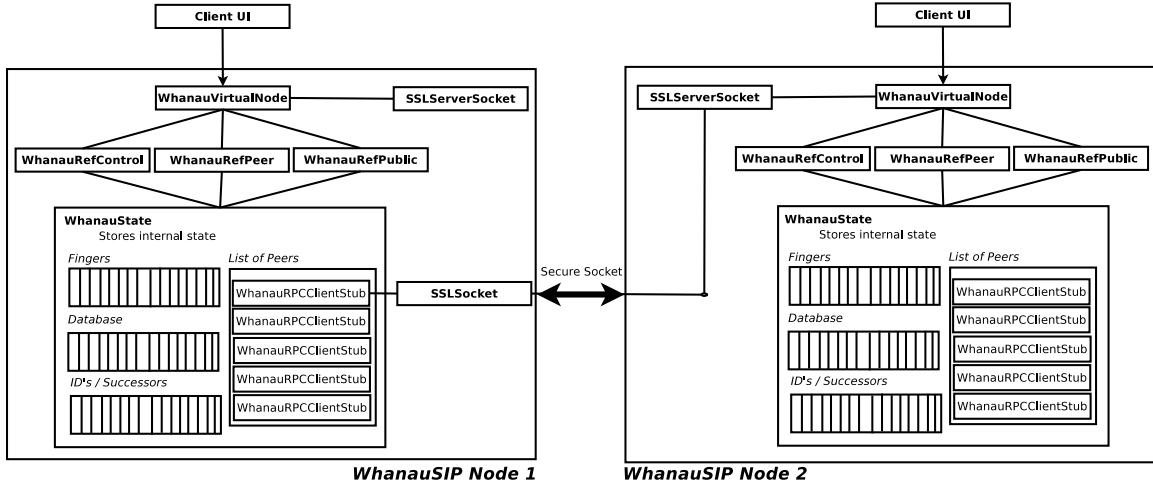 Client UI
WhanauVirtualNode
SSLServerSocket
WhanauRefControl
WhanauRefPeer
WhanauRefPublic
WhanauState
Stores internal state
Fingers
Database
ID's / Successors
List of Peers
WhanauRPCClientStub
WhanauRPCClientStub
WhanauRPCClientStub
WhanauRPCClientStub
WhanauRPCClientStub
SSLSocket
WhanauSIP Node 1
Secure Socket
Client UI
SSLServerSocket
WhanauVirtualNode
WhanauRefControl
WhanauRefPeer
WhanauRefPublic
WhanauState
Stores internal state
Fingers
Database
ID's / Successors
List of Peers
WhanauRPCClientStub
WhanauRPCClientStub
WhanauRPCClientStub
WhanauRPCClientStub
WhanauRPCClientStub
WhanauSIP Node 2